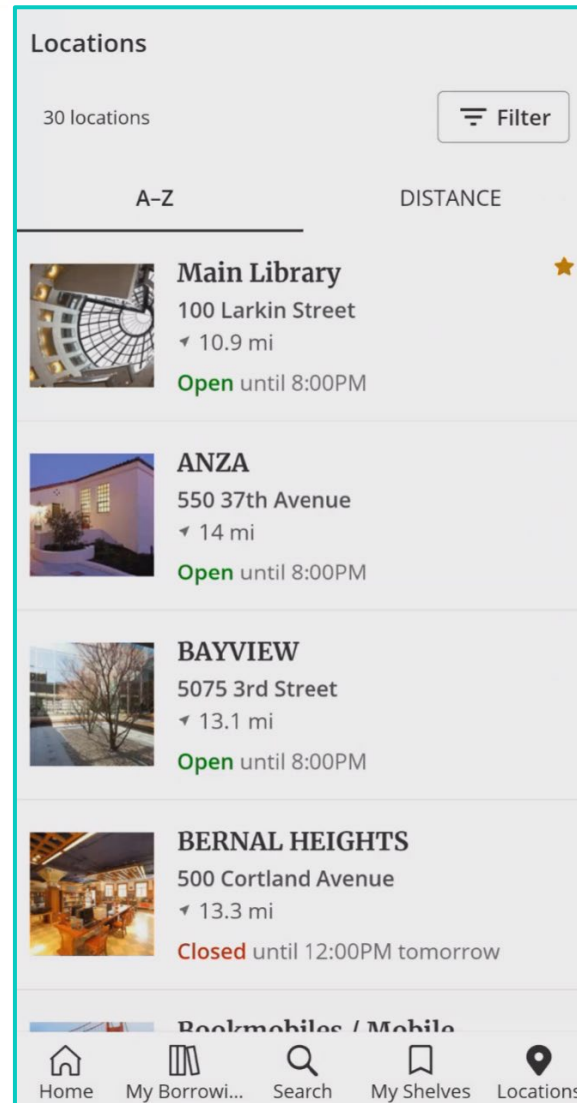 Locations
30 locations
Filter
A–Z
DISTANCE
Main Library
100 Larkin Street
10.9 mi
Open until 8:00PM
ANZA
550 37th Avenue
14 mi
Open until 8:00PM
BAYVIEW
5075 3rd Street
13.1 mi
Open until 8:00PM
BERNAL HEIGHTS
500 Cortland Avenue
13.3 mi
Closed until 12:00PM tomorrow
Bookmobiles / Mobile
Home
My Borrowi...
Search
My Shelves
Locations